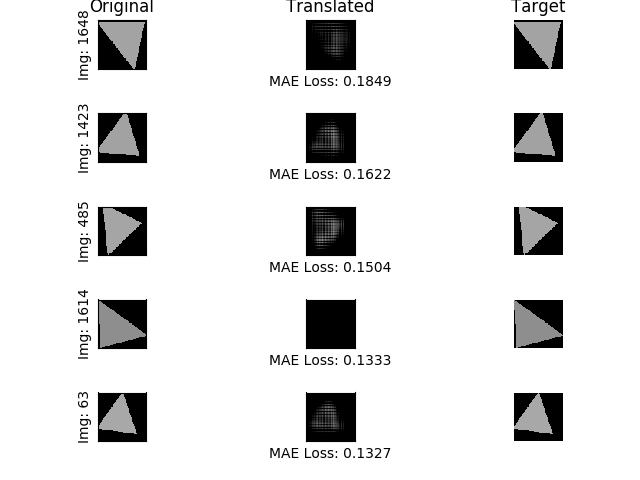 Original Translated Target
Img: 1648
MAE Loss: 0.1849
Img: 1423
MAE Loss: 0.1622
Img: 485
MAE Loss: 0.1504
Img: 1614
MAE Loss: 0.1333
Img: 63
MAE Loss: 0.1327